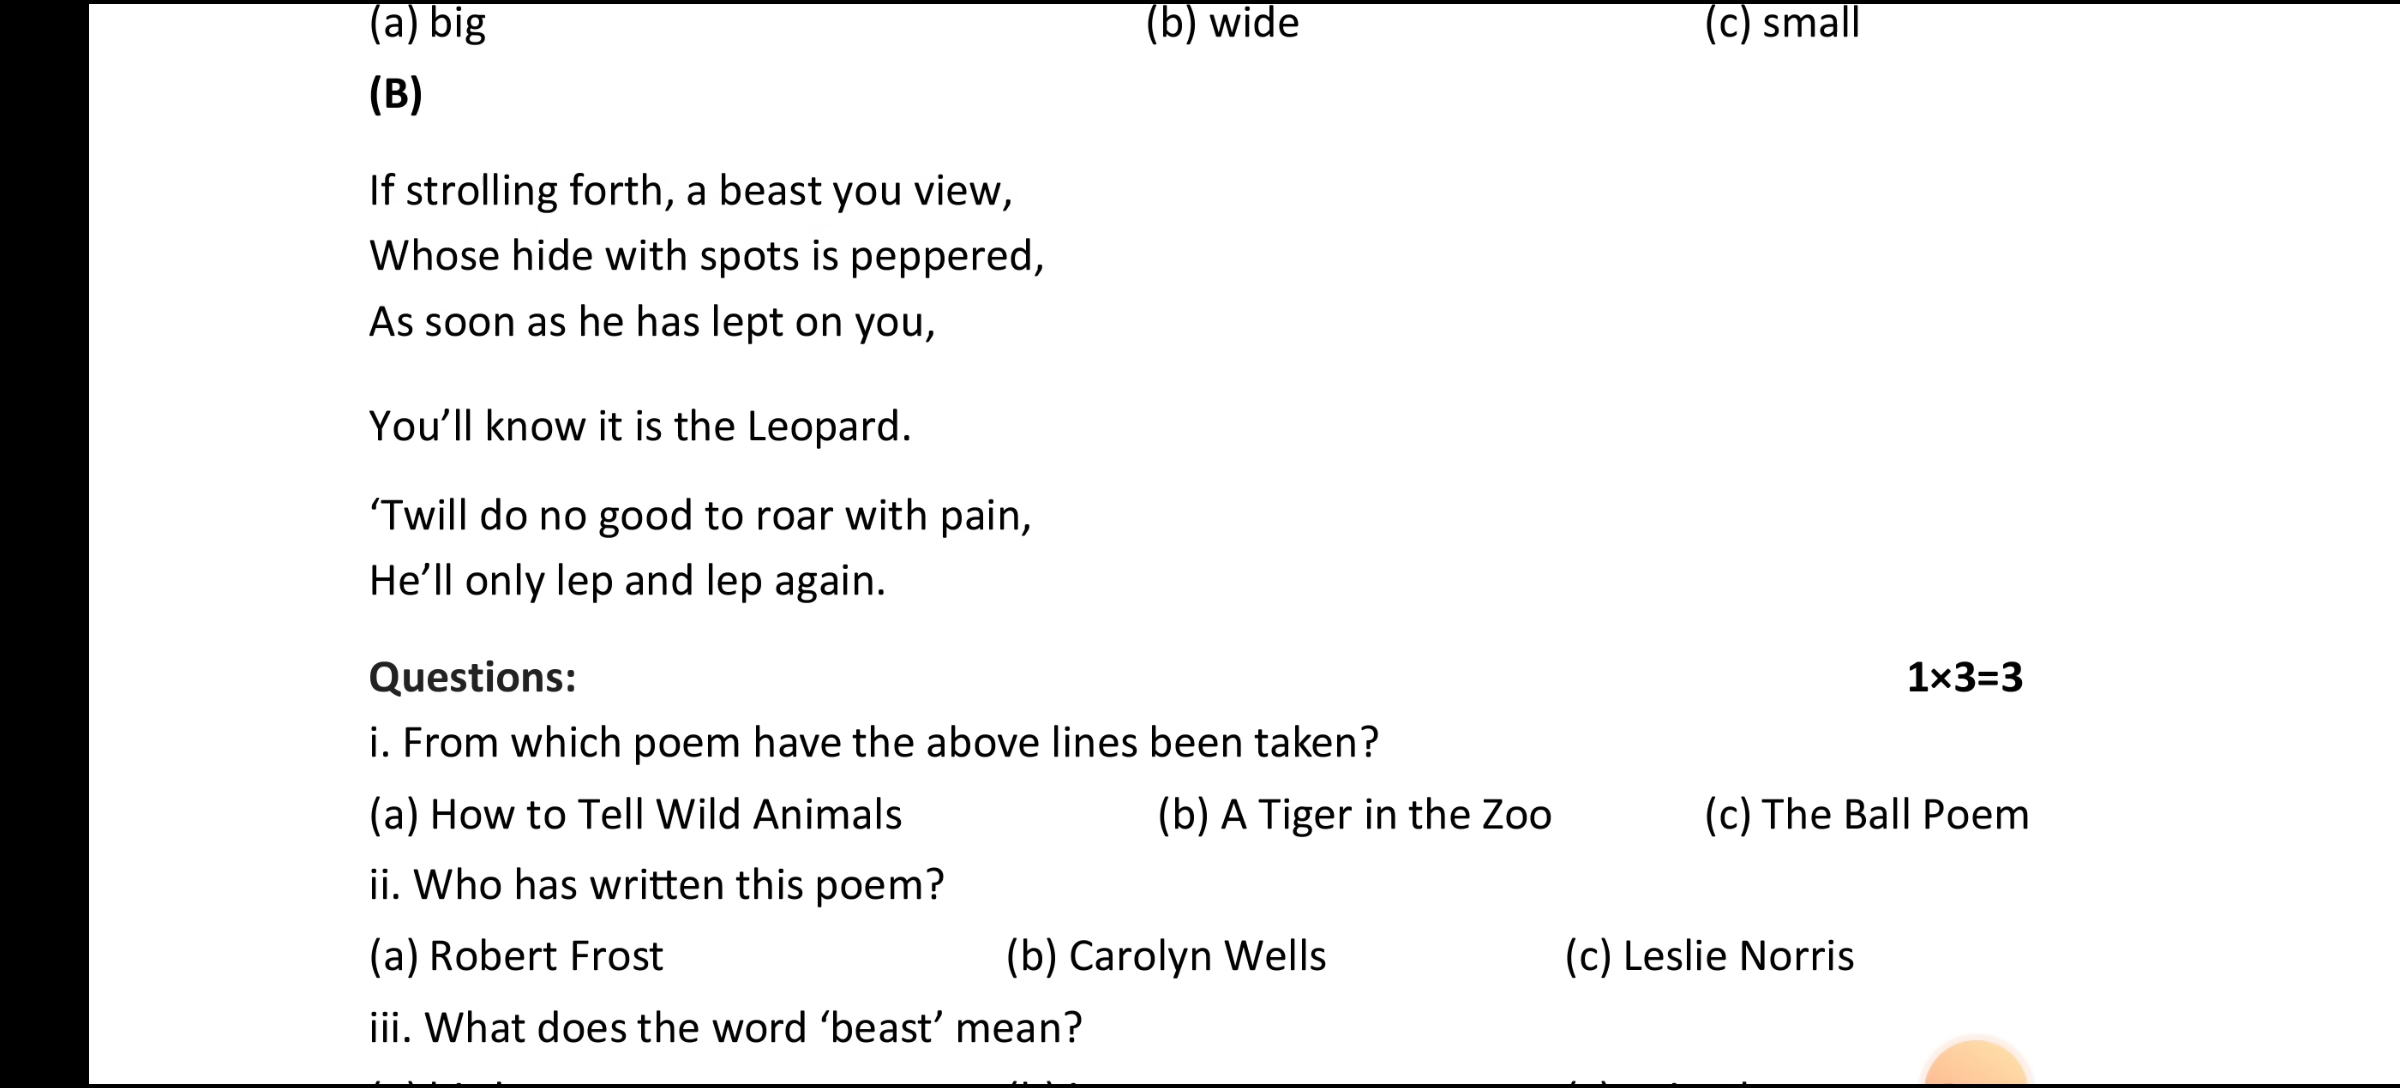 (a) big (b) wide (c) small
(B)
If strolling forth, a beast you view,
Whose hide with spots is peppered,
As soon as he has lept on you,
You’ll know it is the Leopard.
‘Twill do no good to roar with pain,
He’ll only lep and lep again.
Questions: 1×3=3
i. From which poem have the above lines been taken?
(a) How to Tell Wild Animals (b) A Tiger in the Zoo (c) The Ball Poem
ii. Who has written this poem?
(a) Robert Frost (b) Carolyn Wells (c) Leslie Norris
iii. What does the word ‘beast’ mean?